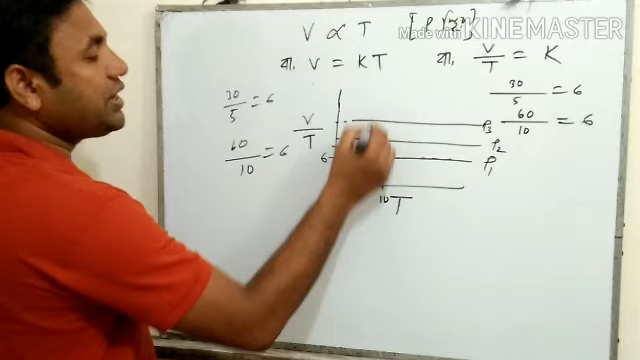 V ∝ T [P
Made with KINEMASTER
या, V = KT
या, V/T = K
30/5 = 6
60/10 = 6
V/T
6
P3
P2
P1
10
T
30/5 = 6
60/10 = 6